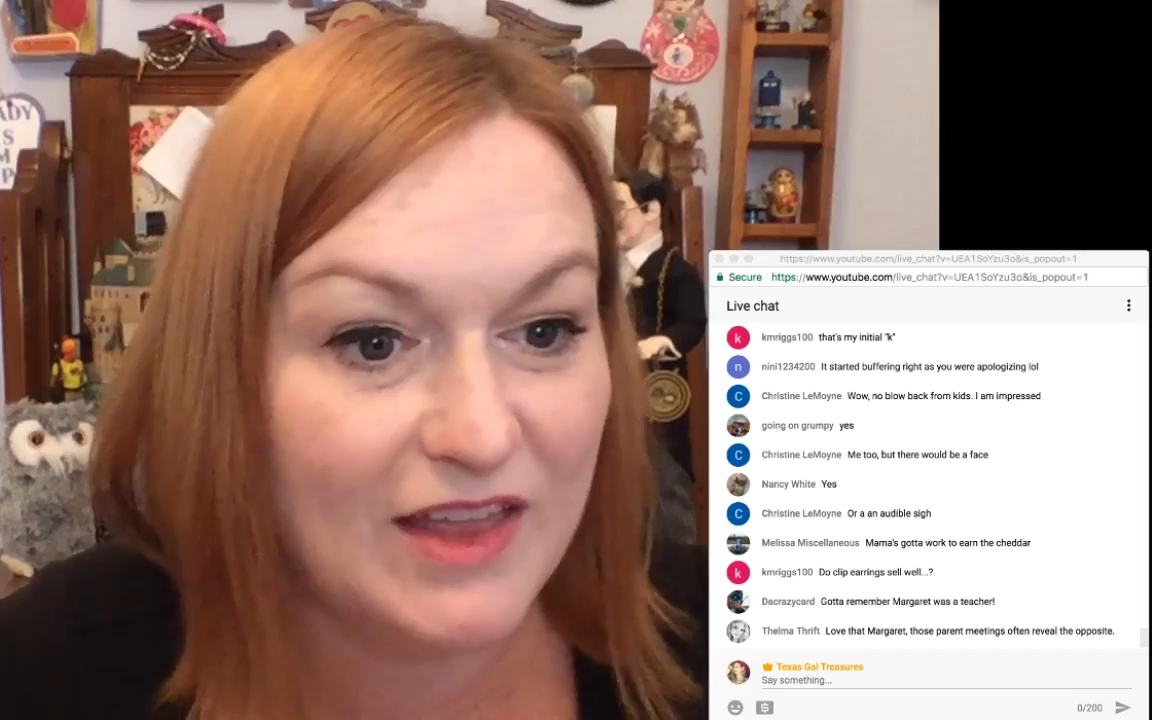 ADY
S
M
P
https://www.youtube.com/live_chat?v=UEA1SoYzu3o&is_popout=1
Secure https://www.youtube.com/live_chat?v=UEA1SoYzu3o&is_popout=1
Live chat
k kmriggs100 that's my initial "k"
n nini1234200 It started buffering right as you were apologizing lol
C Christine LeMoyne Wow, no blow back from kids. I am impressed
going on grumpy yes
C Christine LeMoyne Me too, but there would be a face
Nancy White Yes
C Christine LeMoyne Or a an audible sigh
Melissa Miscellaneous Mama's gotta work to earn the cheddar
k kmriggs100 Do clip earrings sell well...?
Dacrazycard Gotta remember Margaret was a teacher!
Thelma Thrift Love that Margaret, those parent meetings often reveal the opposite.
Texas Gal Treasures
Say something...
$ 0/200